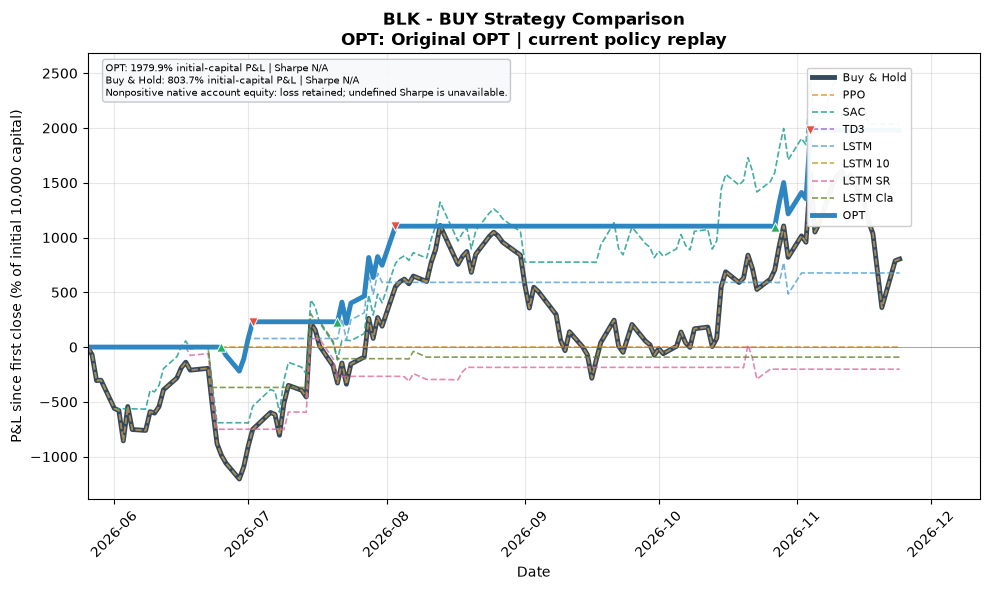 BLK - BUY Strategy Comparison
OPT: Original OPT | current policy replay
OPT: 1979.9% initial-capital P&L | Sharpe N/A
Buy & Hold: 803.7% initial-capital P&L | Sharpe N/A
Nonpositive native account equity: loss retained; undefined Sharpe is unavailable.
Buy & Hold
PPO
SAC
TD3
LSTM
LSTM 10
LSTM SR
LSTM Cla
OPT
P&L since first close (% of initial 10,000 capital)
2500
2000
1500
1000
500
0
−500
−1000
2026-06
2026-07
2026-08
2026-09
2026-10
2026-11
2026-12
Date